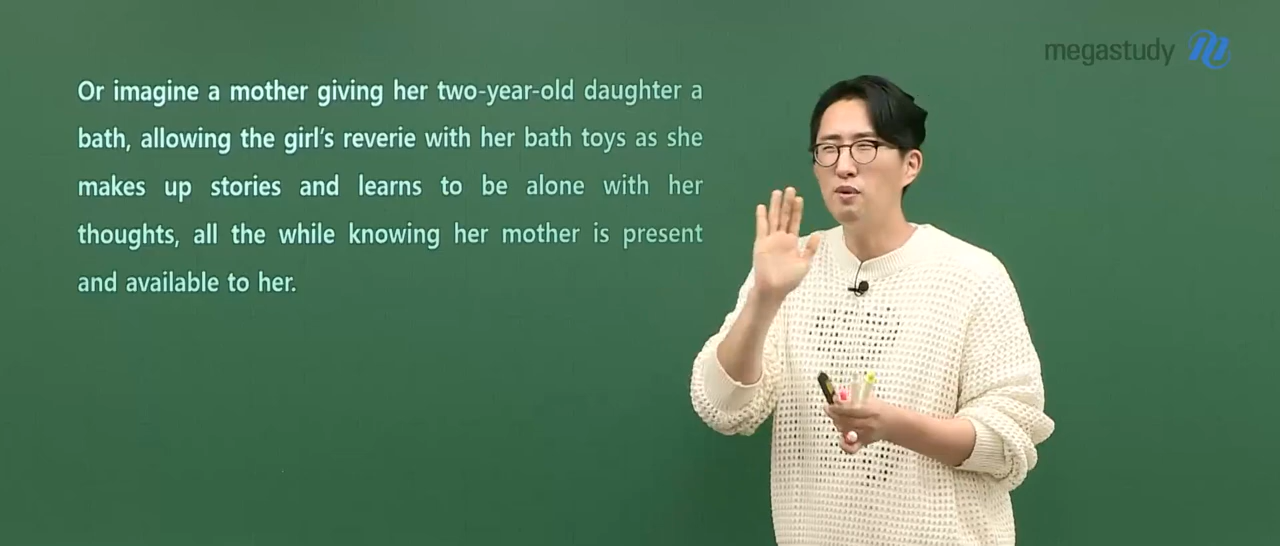 megastudy
Or imagine a mother giving her two-year-old daughter a
bath, allowing the girl's reverie with her bath toys as she
makes up stories and learns to be alone with her
thoughts, all the while knowing her mother is present
and available to her.